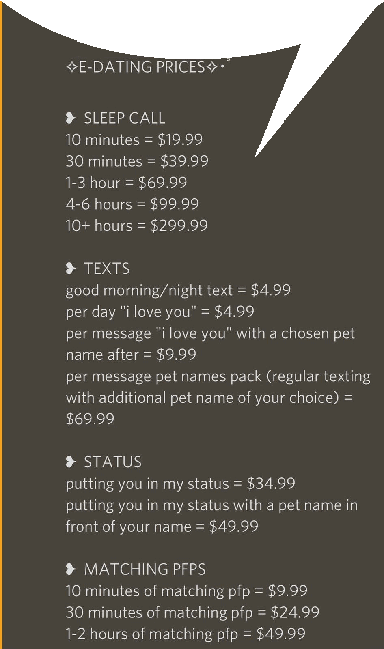 ✧E-DATING PRICES✧･ﾟ
❥ SLEEP CALL
10 minutes = $19.99
30 minutes = $39.99
1-3 hour = $69.99
4-6 hours = $99.99
10+ hours = $299.99
❥ TEXTS
good morning/night text = $4.99
per day "i love you" = $4.99
per message "i love you" with a chosen pet
name after = $9.99
per message pet names pack (regular texting
with additional pet name of your choice) =
$69.99
❥ STATUS
putting you in my status = $34.99
putting you in my status with a pet name in
front of your name = $49.99
❥ MATCHING PFPS
10 minutes of matching pfp = $9.99
30 minutes of matching pfp = $24.99
1-2 hours of matching pfp = $49.99